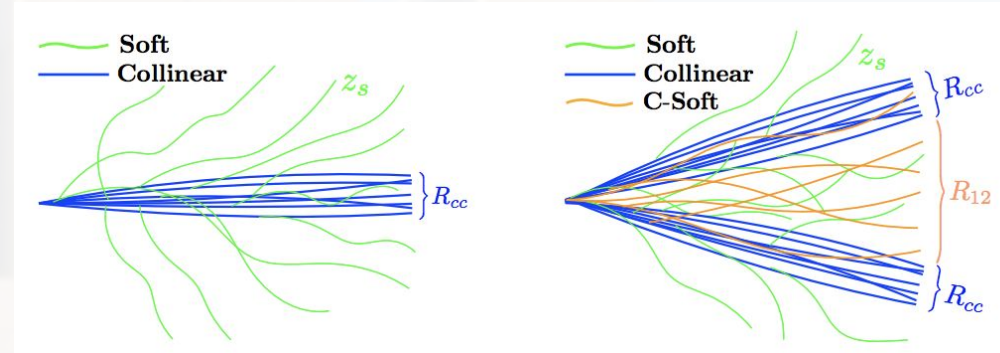 Soft
Collinear
z_s
R_cc
Soft
Collinear
C-Soft
z_s
R_cc
R_12
R_cc